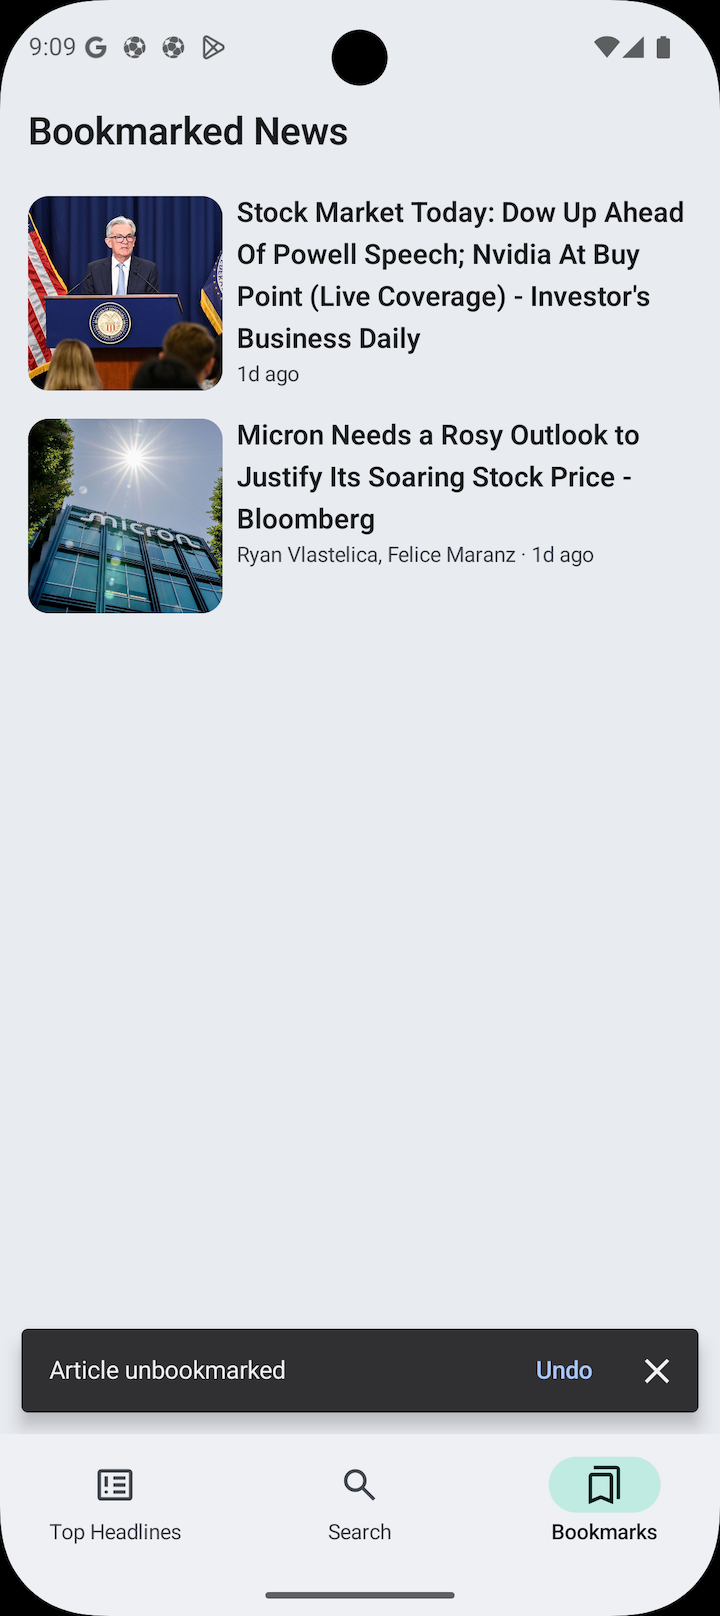 9:09
Bookmarked News
Stock Market Today: Dow Up Ahead
Of Powell Speech; Nvidia At Buy
Point (Live Coverage) - Investor's
Business Daily
1d ago
micron
Micron Needs a Rosy Outlook to
Justify Its Soaring Stock Price -
Bloomberg
Ryan Vlastelica, Felice Maranz · 1d ago
Article unbookmarked Undo
Top Headlines Search Bookmarks